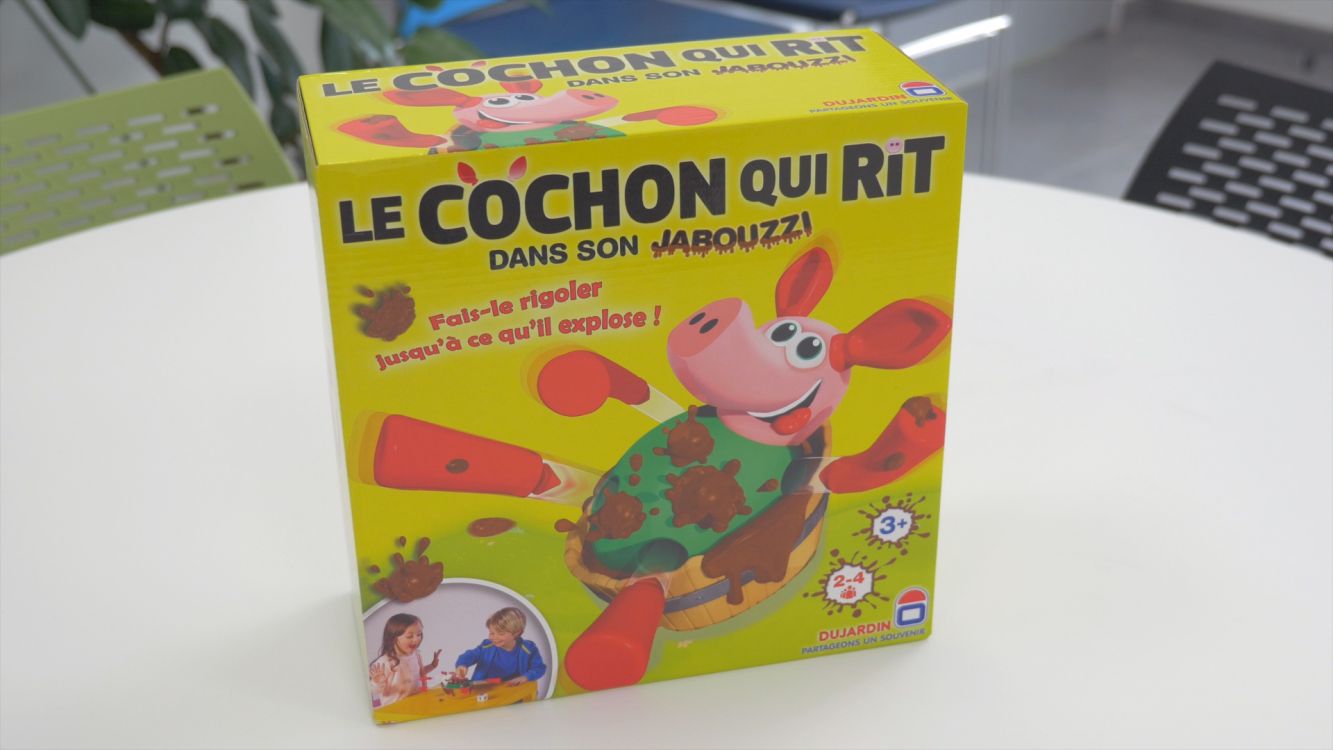 LE COCHON QUI RiT
DANS SON JABOUZZI
DUJARDIN
PARTAGEONS UN SOUVENIR
LE COCHON QUI RiT
DANS SON JABOUZZI
Fais-le rigoler
jusqu'à ce qu'il explose !
3+
2-4
DUJARDIN
PARTAGEONS UN SOUVENIR